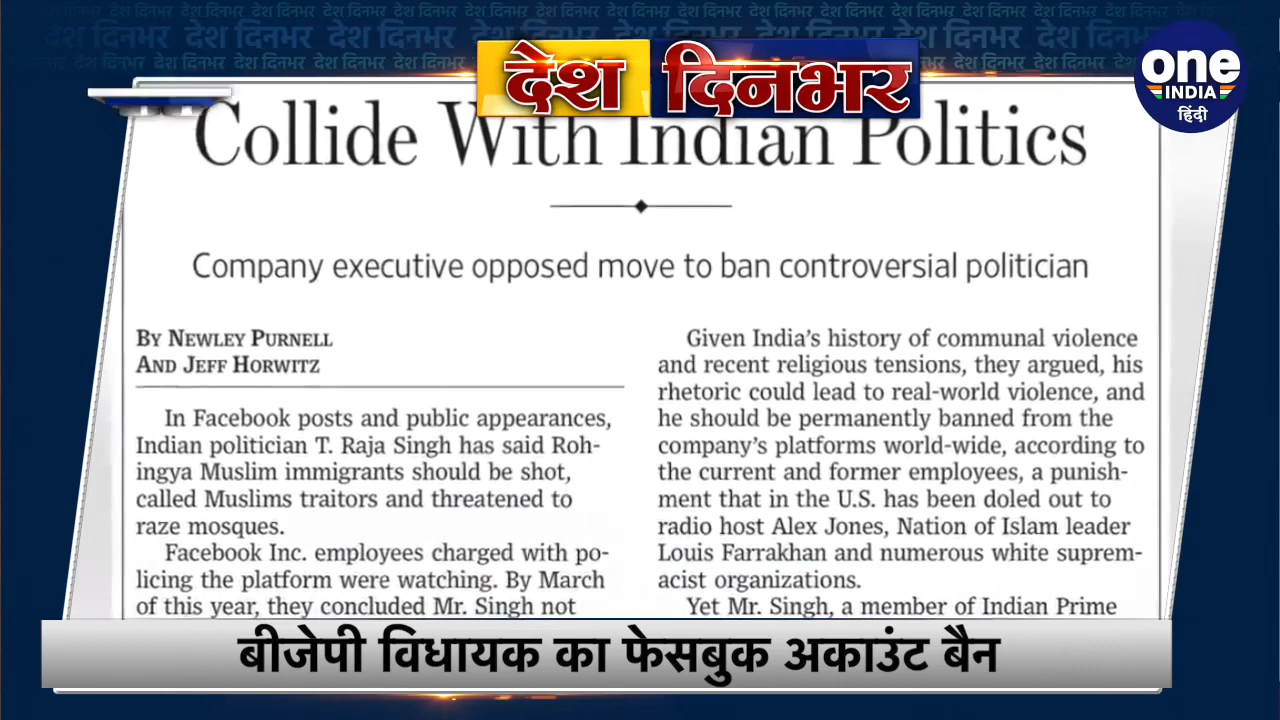 देश दिनभर
one
INDIA
हिंदी
Collide With Indian Politics
Company executive opposed move to ban controversial politician
BY NEWLEY PURNELL
AND JEFF HORWITZ
In Facebook posts and public appearances,
Indian politician T. Raja Singh has said Roh-
ingya Muslim immigrants should be shot,
called Muslims traitors and threatened to
raze mosques.
Facebook Inc. employees charged with po-
licing the platform were watching. By March
of this year, they concluded Mr. Singh not
Given India's history of communal violence
and recent religious tensions, they argued, his
rhetoric could lead to real-world violence, and
he should be permanently banned from the
company's platforms world-wide, according to
the current and former employees, a punish-
ment that in the U.S. has been doled out to
radio host Alex Jones, Nation of Islam leader
Louis Farrakhan and numerous white suprem-
acist organizations.
Yet Mr. Singh, a member of Indian Prime
बीजेपी विधायक का फेसबुक अकाउंट बैन